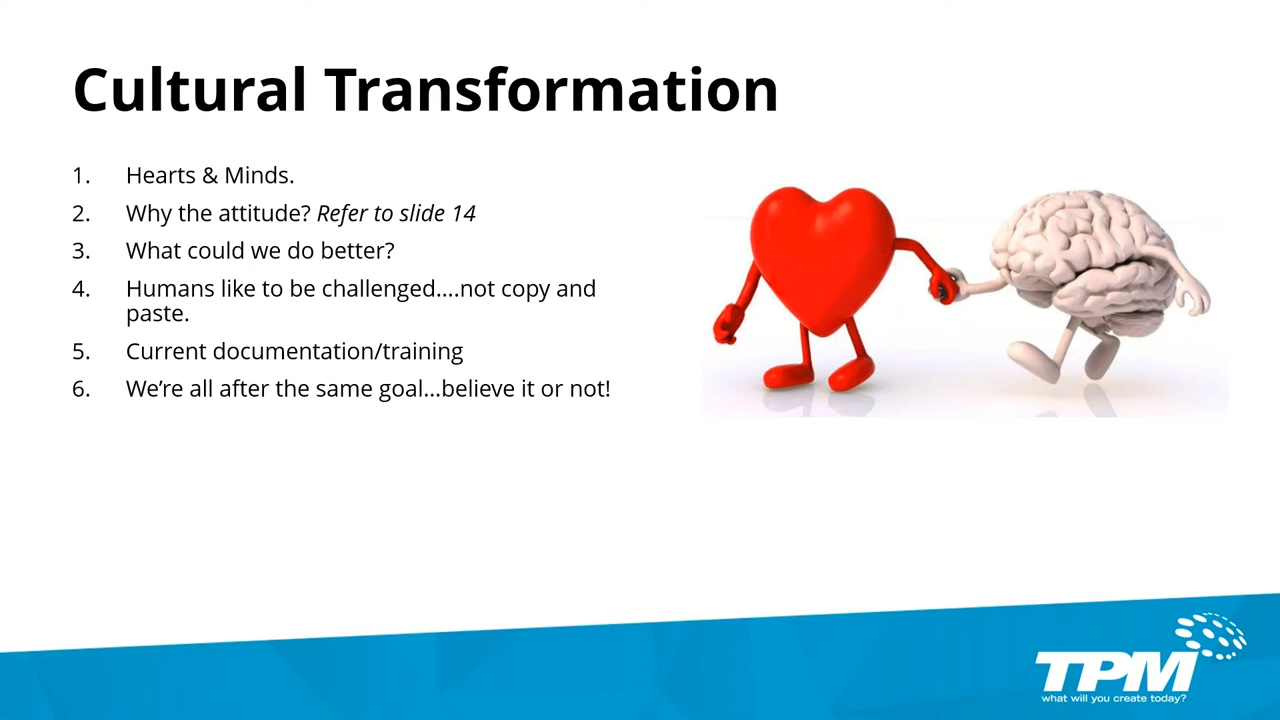 Cultural Transformation
1. Hearts & Minds.
2. Why the attitude? Refer to slide 14
3. What could we do better?
4. Humans like to be challenged....not copy and
paste.
5. Current documentation/training
6. We’re all after the same goal...believe it or not!
TPM
what will you create today?